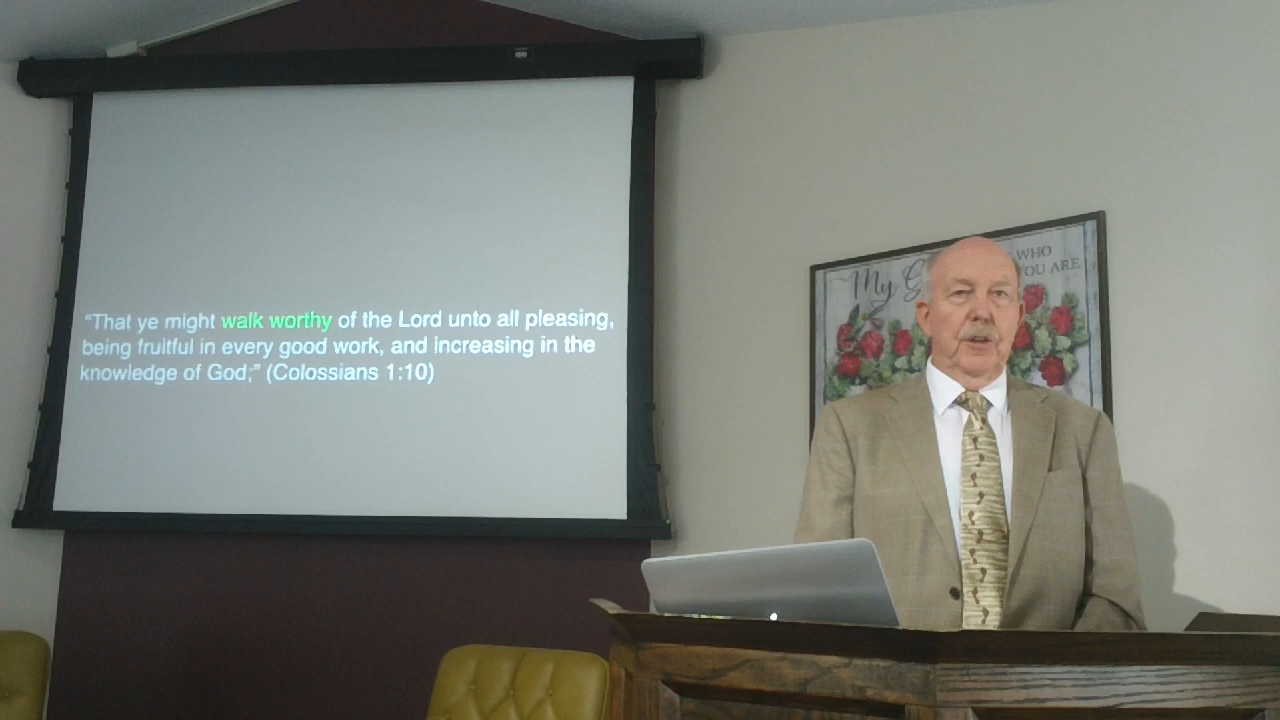 “That ye might walk worthy of the Lord unto all pleasing,
being fruitful in every good work, and increasing in the
knowledge of God;” (Colossians 1:10)
My
WHO
YOU ARE